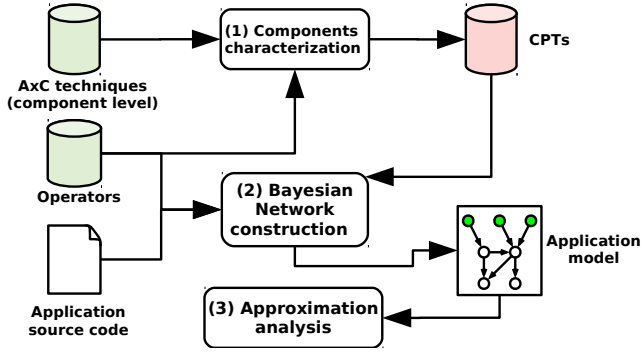 (1) Components
characterization
CPTs
AxC techniques
(component level)
Operators
(2) Bayesian
Network
construction
Application
model
Application
source code
(3) Approximation
analysis